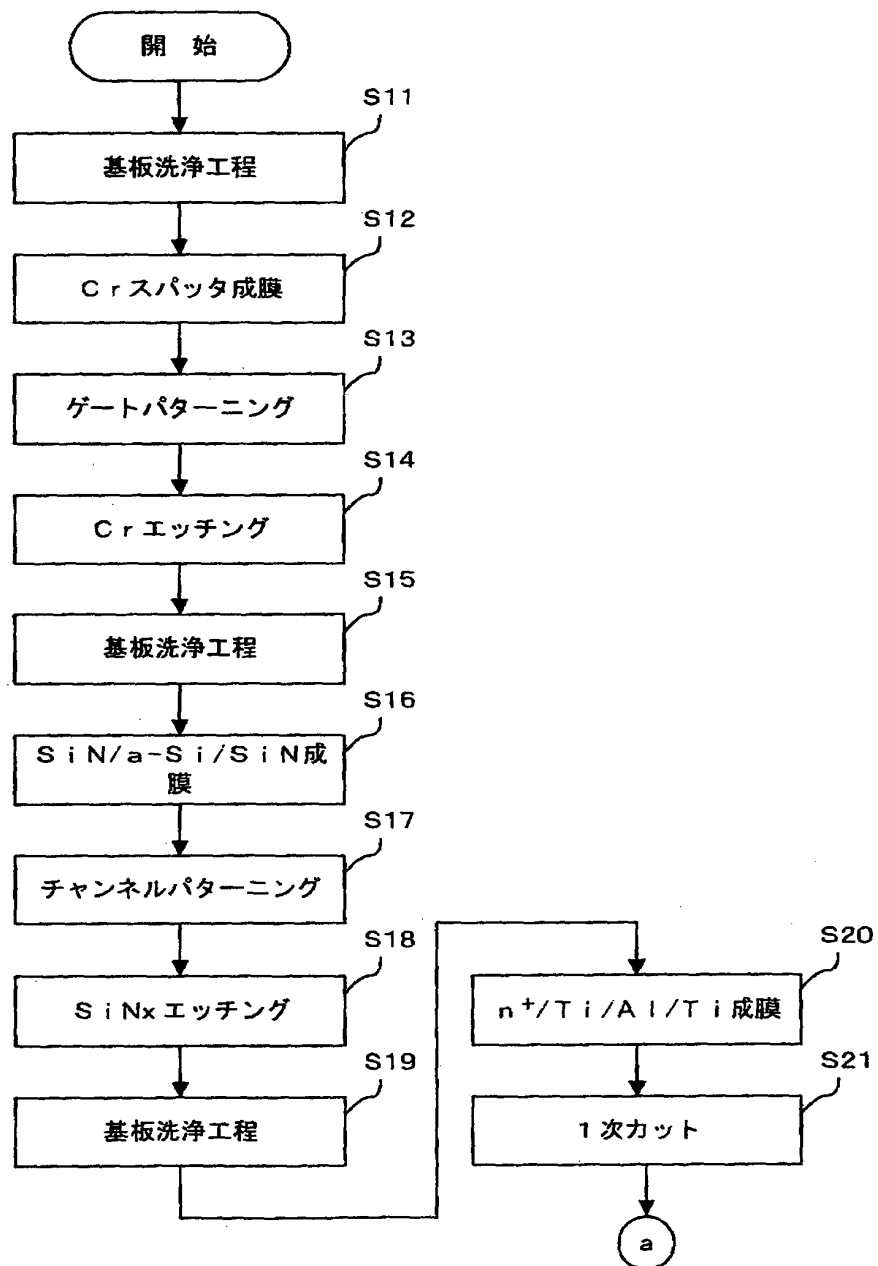 開 始
S11
基板洗浄工程
S12
Crスパッタ成膜
S13
ゲートパターニング
S14
Crエッチング
S15
基板洗浄工程
S16
SiN/a-Si/SiN成
膜
S17
チャンネルパターニング
S18
SiNxエッチング
S19
基板洗浄工程
S20
n+/Ti/Al/Ti成膜
S21
1次カット
a